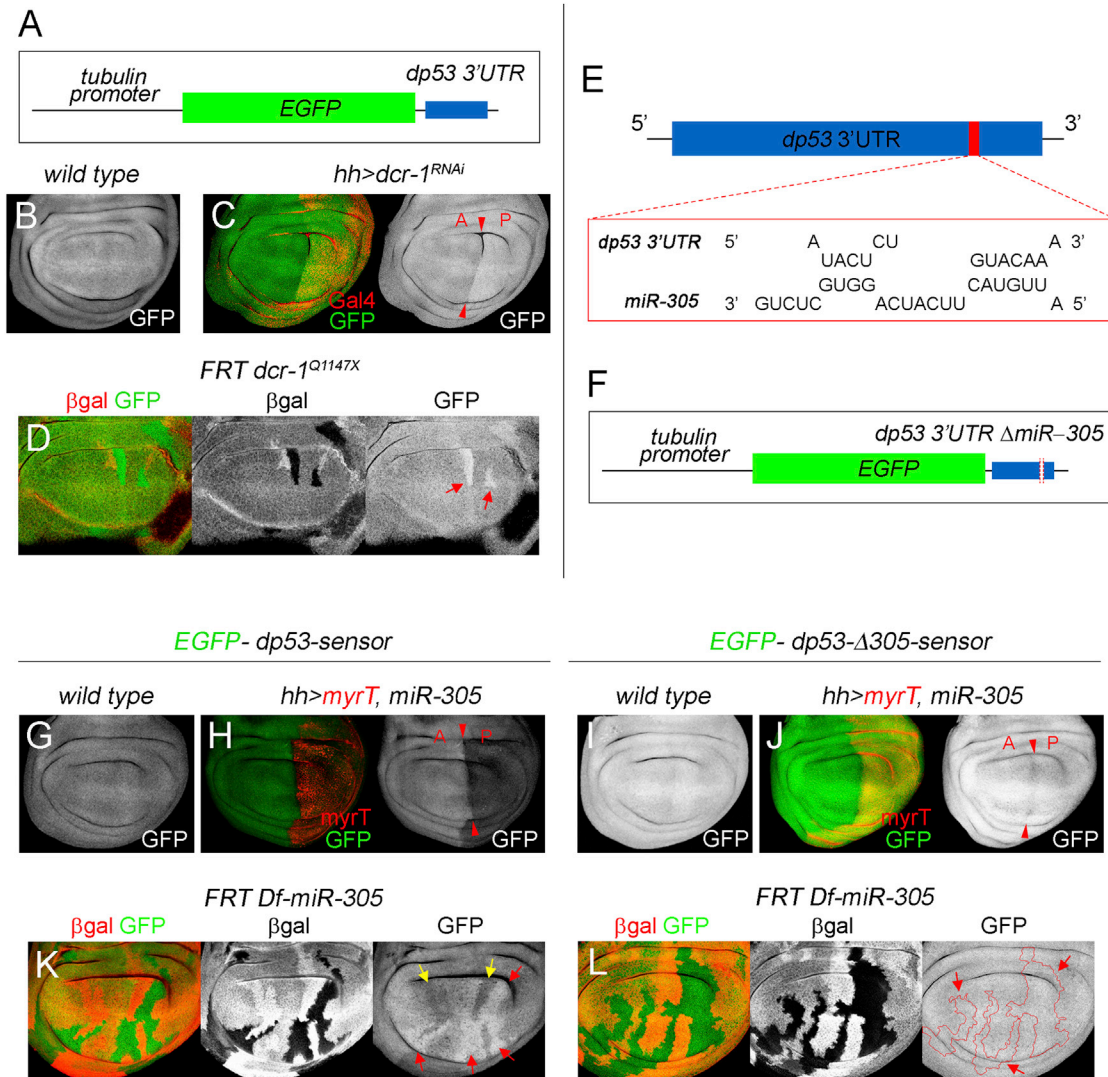 A
tubulin
promoter
EGFP
dp53 3'UTR
wild type
hh>dcr-1RNAi
B
GFP
C
Gal4
GFP
A P
GFP
FRT dcr-1Q1147X
βgal GFP
βgal
GFP
D
E
5'
dp53 3'UTR
3'
dp53 3'UTR 5' A CU A 3'
UACU GUACAA
GUGG CAUGUU
miR-305 3' GUCUC ACUACUU A 5'
F
tubulin
promoter
EGFP
dp53 3'UTR ΔmiR–305
EGFP- dp53-sensor
wild type
hh>myrT, miR-305
G
GFP
H
myrT
GFP
A P
GFP
FRT Df-miR-305
βgal GFP
βgal
GFP
K
EGFP- dp53-Δ305-sensor
wild type
hh>myrT, miR-305
I
GFP
J
myrT
GFP
A P
GFP
FRT Df-miR-305
βgal GFP
βgal
GFP
L